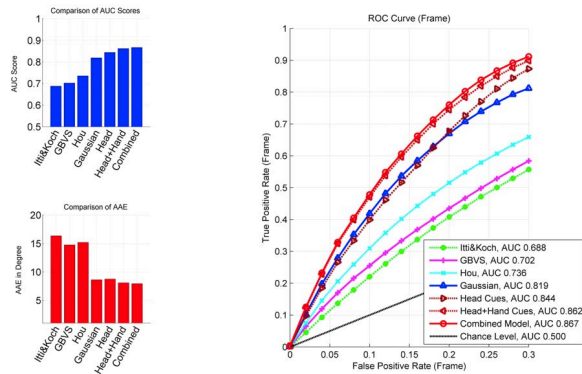 Comparison of AUC Scores
1
0.9
0.8
0.7
0.6
0.5
AUC Score
Itti&Koch
GBVS
Hou
Gaussian
Head
Head+Hand
Combined
Comparison of AAE
20
15
10
5
AAE in Degree
Itti&Koch
GBVS
Hou
Gaussian
Head
Head+Hand
Combined
ROC Curve (Frame)
1
0.9
0.8
0.7
0.6
0.5
0.4
0.3
0.2
0.1
0
True Positive Rate (Frame)
Itti&Koch, AUC 0.688
GBVS, AUC 0.702
Hou, AUC 0.736
Gaussian, AUC 0.819
Head Cues, AUC 0.844
Head+Hand Cues, AUC 0.862
Combined Model, AUC 0.867
Chance Level, AUC 0.500
0
0.05
0.1
0.15
0.2
0.25
0.3
False Positive Rate (Frame)